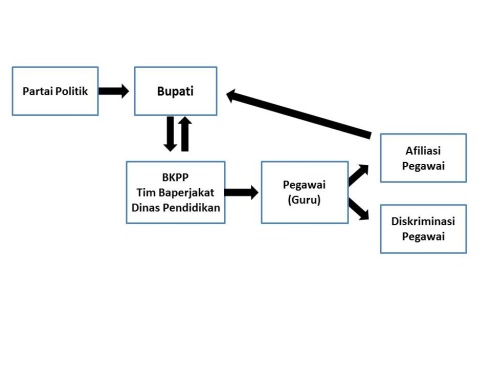 Partai Politik
Bupati
BKPP
Tim Baperjakat
Dinas Pendidikan
Pegawai
(Guru)
Afiliasi
Pegawai
Diskriminasi
Pegawai